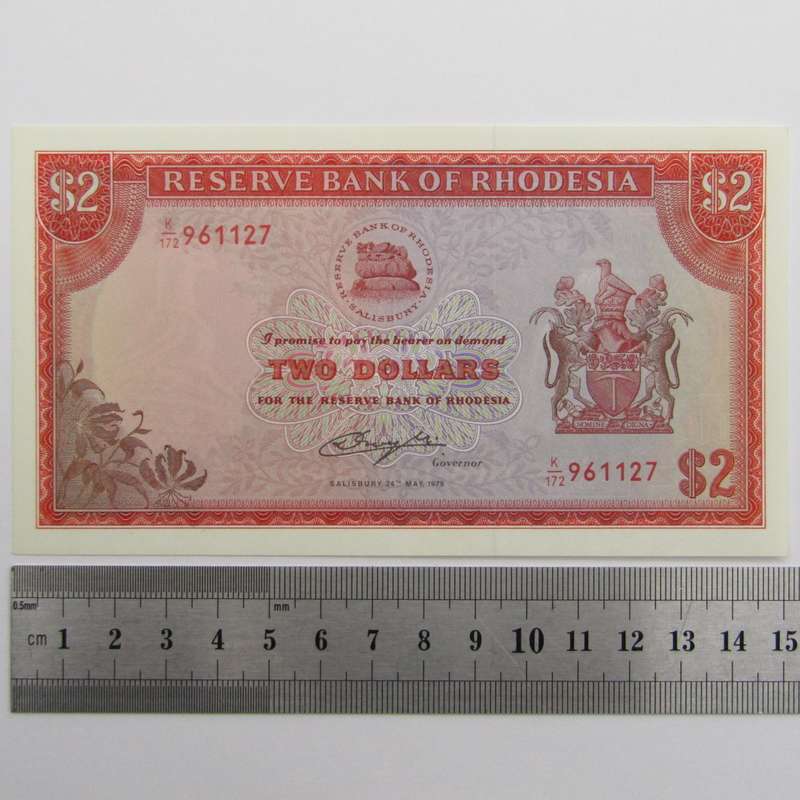 $2 RESERVE BANK OF RHODESIA $2
K/172 961127
RESERVE BANK OF RHODESIA
SALISBURY
I promise to pay the bearer on demand
TWO DOLLARS
FOR THE RESERVE BANK OF RHODESIA
Governor
SALISBURY 24TH MAY, 1979
K/172 961127 $2
0.5mm mm
cm 1 2 3 4 5 6 7 8 9 10 11 12 13 14 15